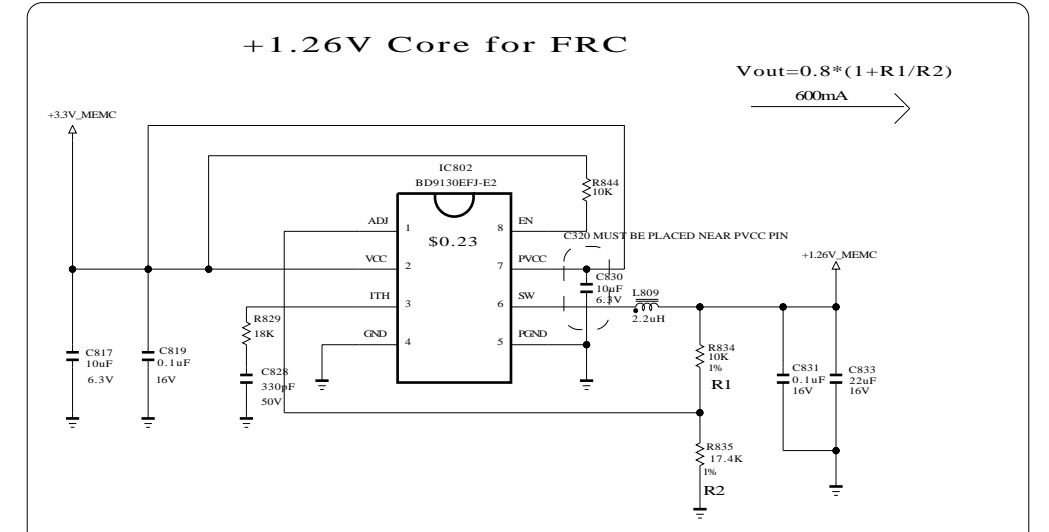 +1.26V Core for FRC
Vout=0.8*(1+R1/R2)
600mA
+3.3V_MEMC
IC802
BD9130EFJ-E2
R844
10K
ADJ
1
8
EN
$0.23
C320 MUST BE PLACED NEAR PVCC PIN
VCC
2
7
PVCC
+1.26V_MEMC
C830
10uF
6.3V
ITH
3
6
SW
L809
2.2uH
R829
18K
GND
4
5
PGND
C817
10uF
6.3V
C819
0.1uF
16V
C828
330pF
50V
R834
10K
1%
R1
C831
0.1uF
16V
C833
22uF
16V
R835
17.4K
1%
R2